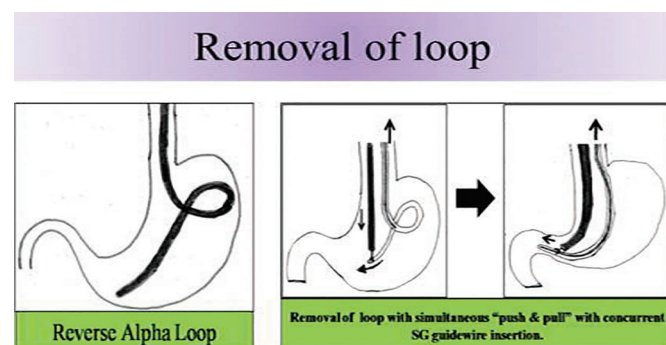 Removal of loop
Reverse Alpha Loop
Removal of loop with simultaneous "push & pull" with concurrent
SG guidewire insertion.